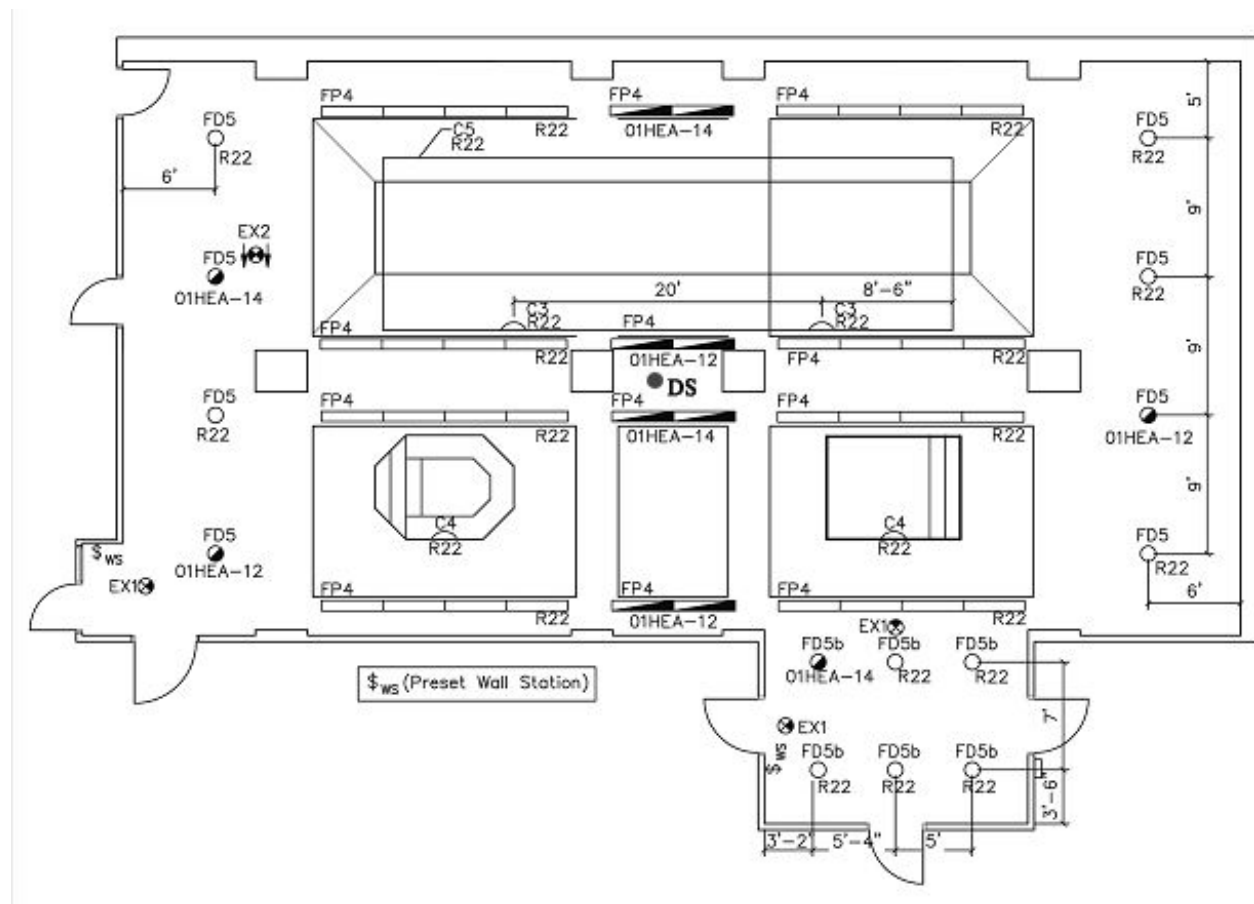 FP4
FP4
FP4
R22
01HEA-14
R22
5'
FD5
R22
C5
R22
FD5
R22
6'
9'
EX2
FD5
01HEA-14
FD5
R22
20'
8'-6"
C3
R22
C3
R22
FP4
FP4
R22
01HEA-12
FP4
R22
9'
DS
FP4
FP4
FP4
FD5
R22
R22
01HEA-14
R22
FD5
01HEA-12
9'
C4
R22
C4
R22
$WS
FD5
01HEA-12
EX1
FD5
R22
6'
FP4
FP4
FP4
R22
01HEA-12
R22
EX1
FD5b
FD5b
FD5b
01HEA-14
R22
R22
$WS (Preset Wall Station)
7'
EX1
$WS
FD5b
FD5b
FD5b
R22
R22
R22
3'-6"
3'-2'
5'-4"
5'